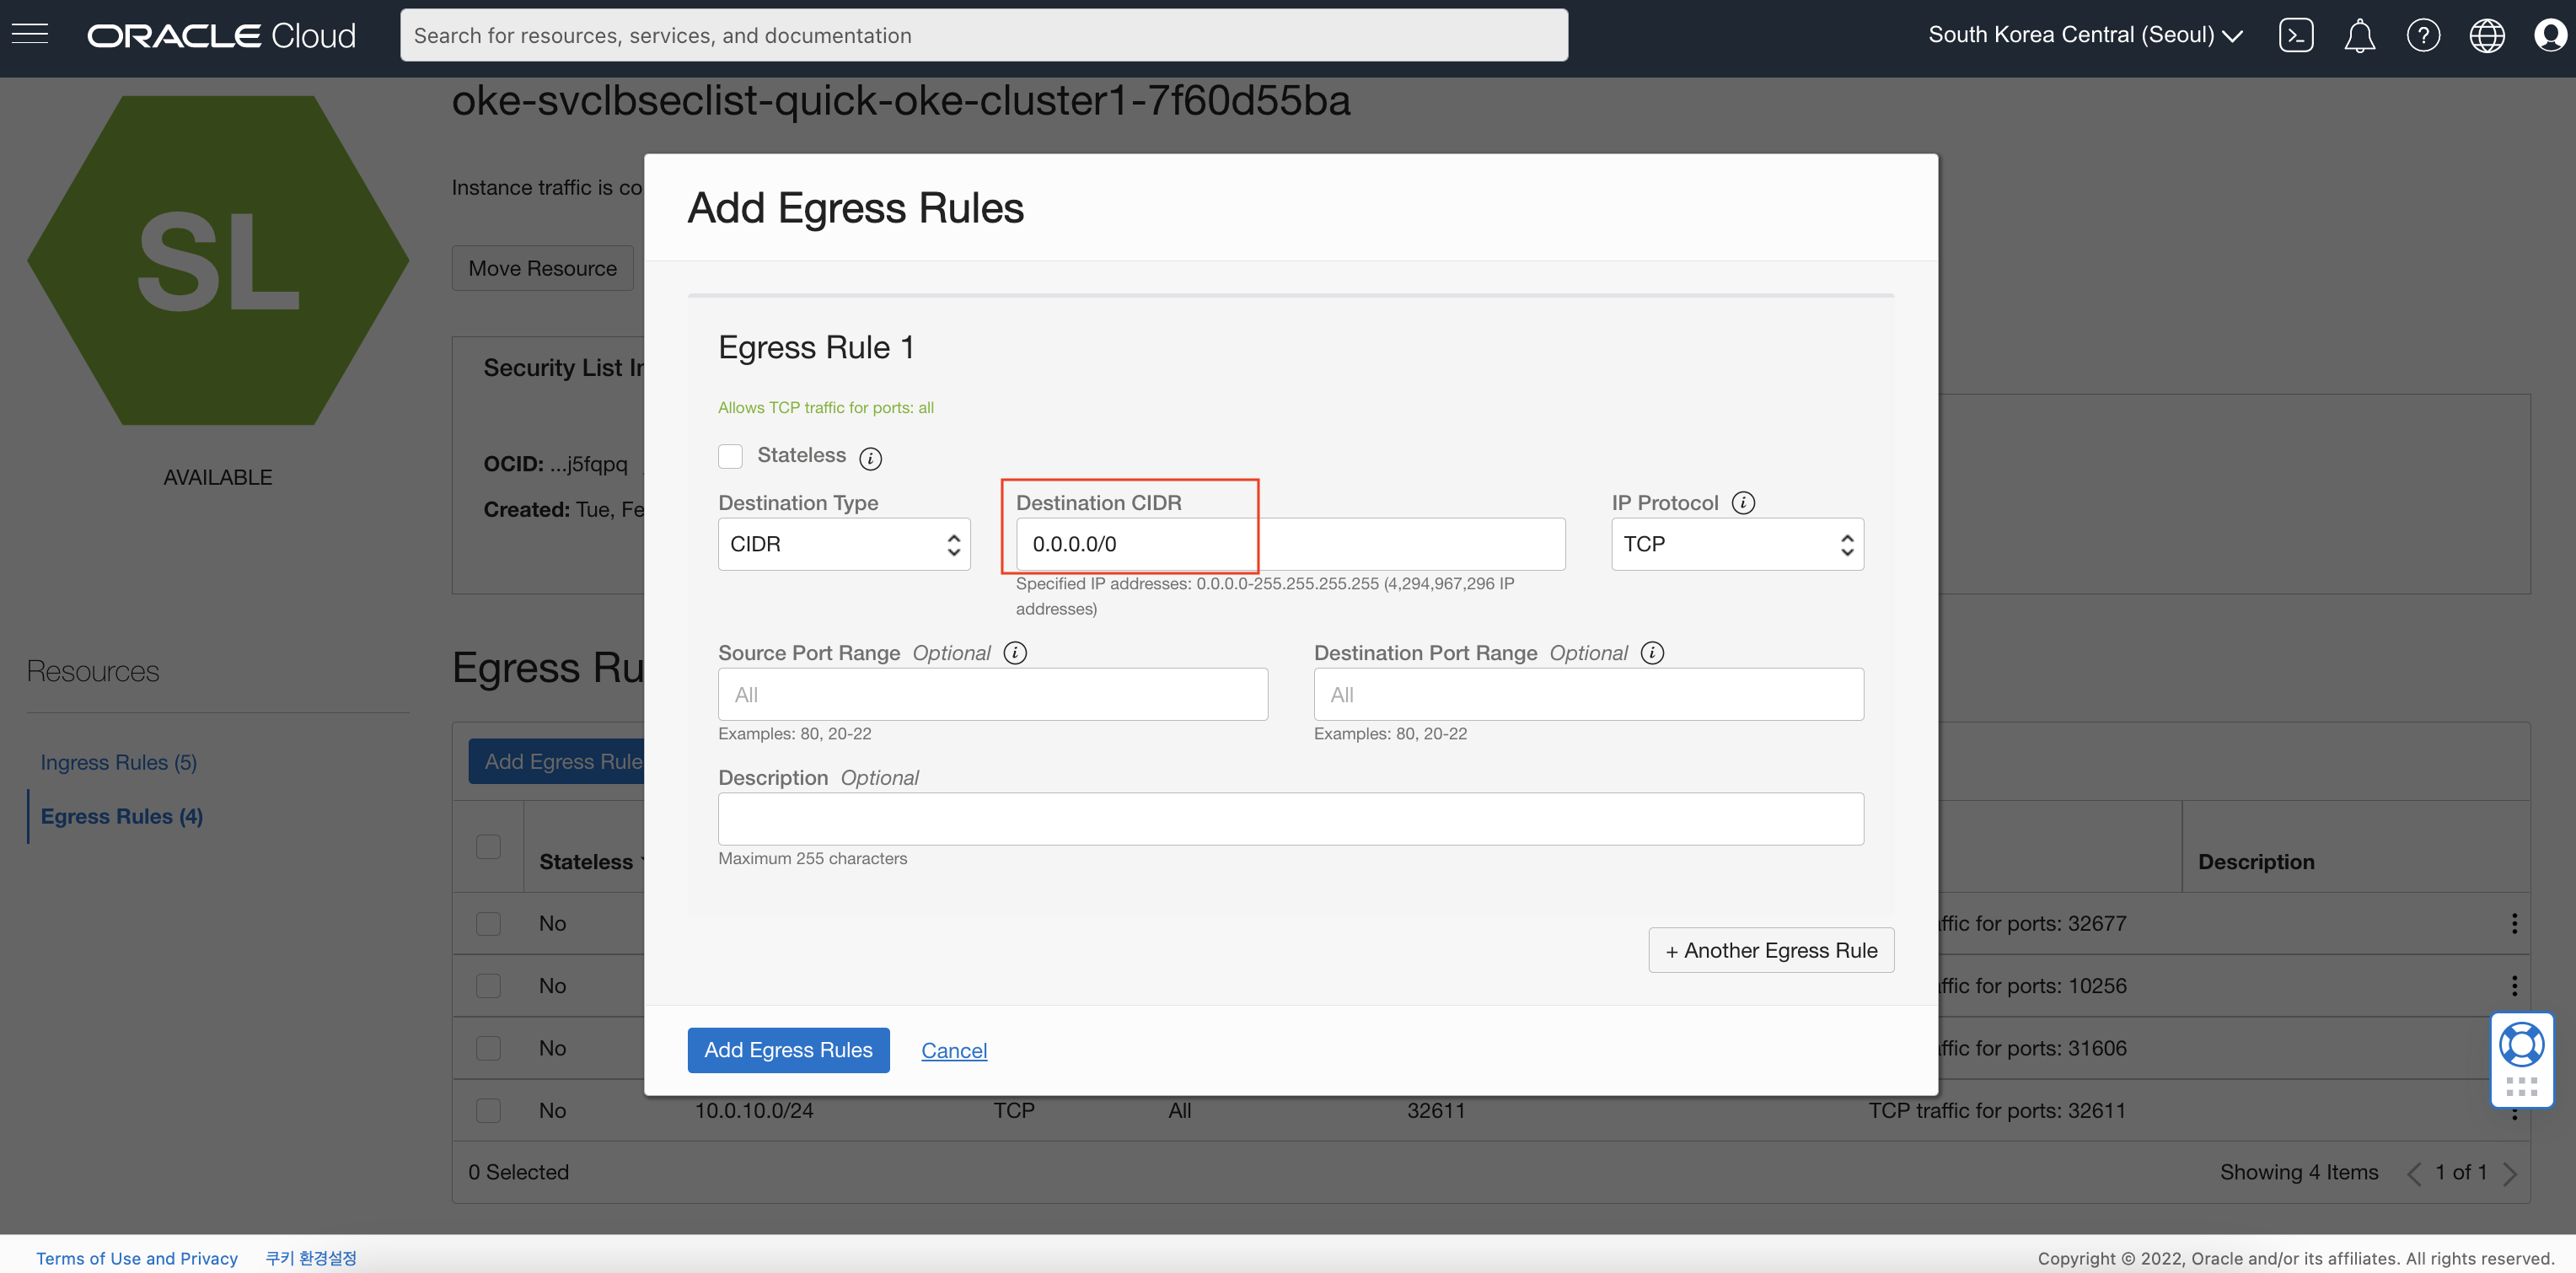 ORACLE Cloud
Search for resources, services, and documentation
South Korea Central (Seoul)
oke-svclbseclist-quick-oke-cluster1-7f60d55ba
SL
AVAILABLE
Instance traffic is co
Move Resource
Security List In
OCID: ...j5fqpq
Created: Tue, Fe
Add Egress Rules
Egress Rule 1
Allows TCP traffic for ports: all
Stateless
Destination Type
Destination CIDR
IP Protocol
CIDR
0.0.0.0/0
TCP
Specified IP addresses: 0.0.0.0-255.255.255.255 (4,294,967,296 IP
addresses)
Source Port Range Optional
Destination Port Range Optional
All
All
Examples: 80, 20-22
Examples: 80, 20-22
Description Optional
Maximum 255 characters
+ Another Egress Rule
Add Egress Rules
Cancel
Resources
Ingress Rules (5)
Egress Rules (4)
Egress Ru
Add Egress Rule
Stateless
Description
No
ffic for ports: 32677
No
ffic for ports: 10256
No
ffic for ports: 31606
No 10.0.10.0/24 TCP All 32611 TCP traffic for ports: 32611
0 Selected
Showing 4 Items
1 of 1
Terms of Use and Privacy
쿠키 환경설정
Copyright © 2022, Oracle and/or its affiliates. All rights reserved.